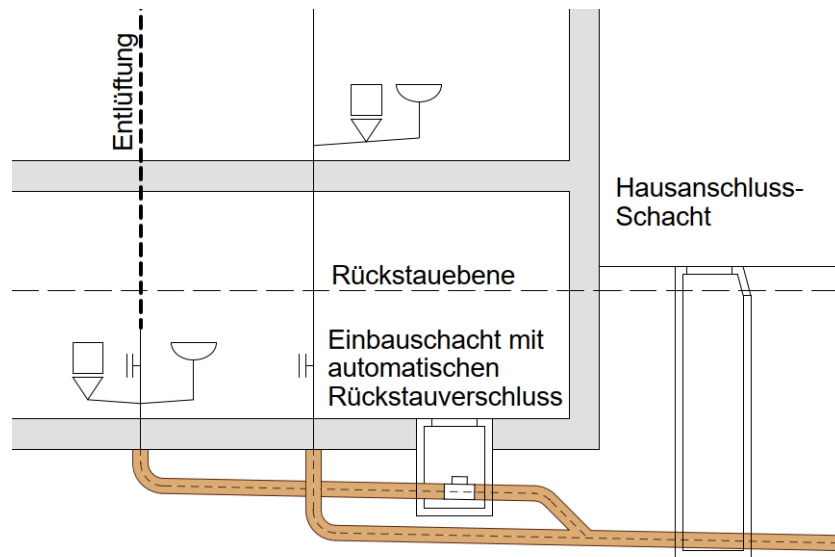 Entlüftung
Hausanschluss-
Schacht
Rückstauebene
Einbauschacht mit
automatischen
Rückstauverschluss